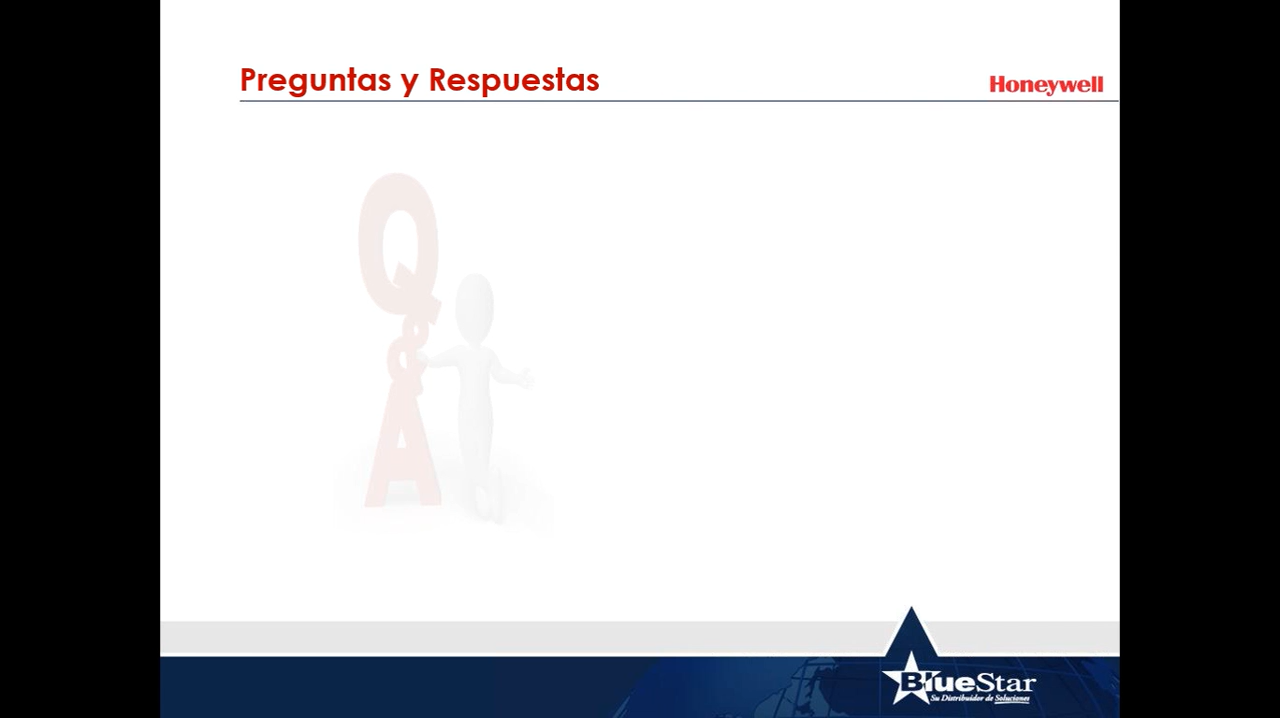 Preguntas y Respuestas
Honeywell
Q
&
A
BlueStar
Su Distribuidor de Soluciones